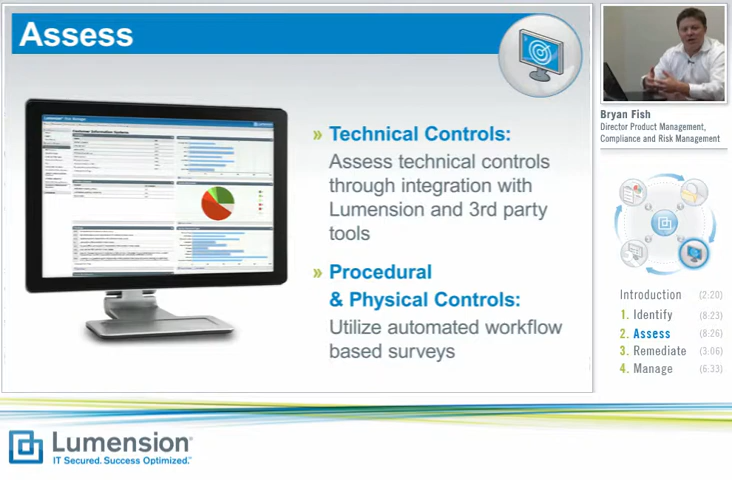 Assess
» Technical Controls:
Assess technical controls
through integration with
Lumension and 3rd party
tools
» Procedural
& Physical Controls:
Utilize automated workflow
based surveys
Bryan Fish
Director Product Management,
Compliance and Risk Management
Introduction (2:20)
1. Identify (8:23)
2. Assess (8:26)
3. Remediate (3:06)
4. Manage (6:33)
Lumension®
IT Secured. Success Optimized.™